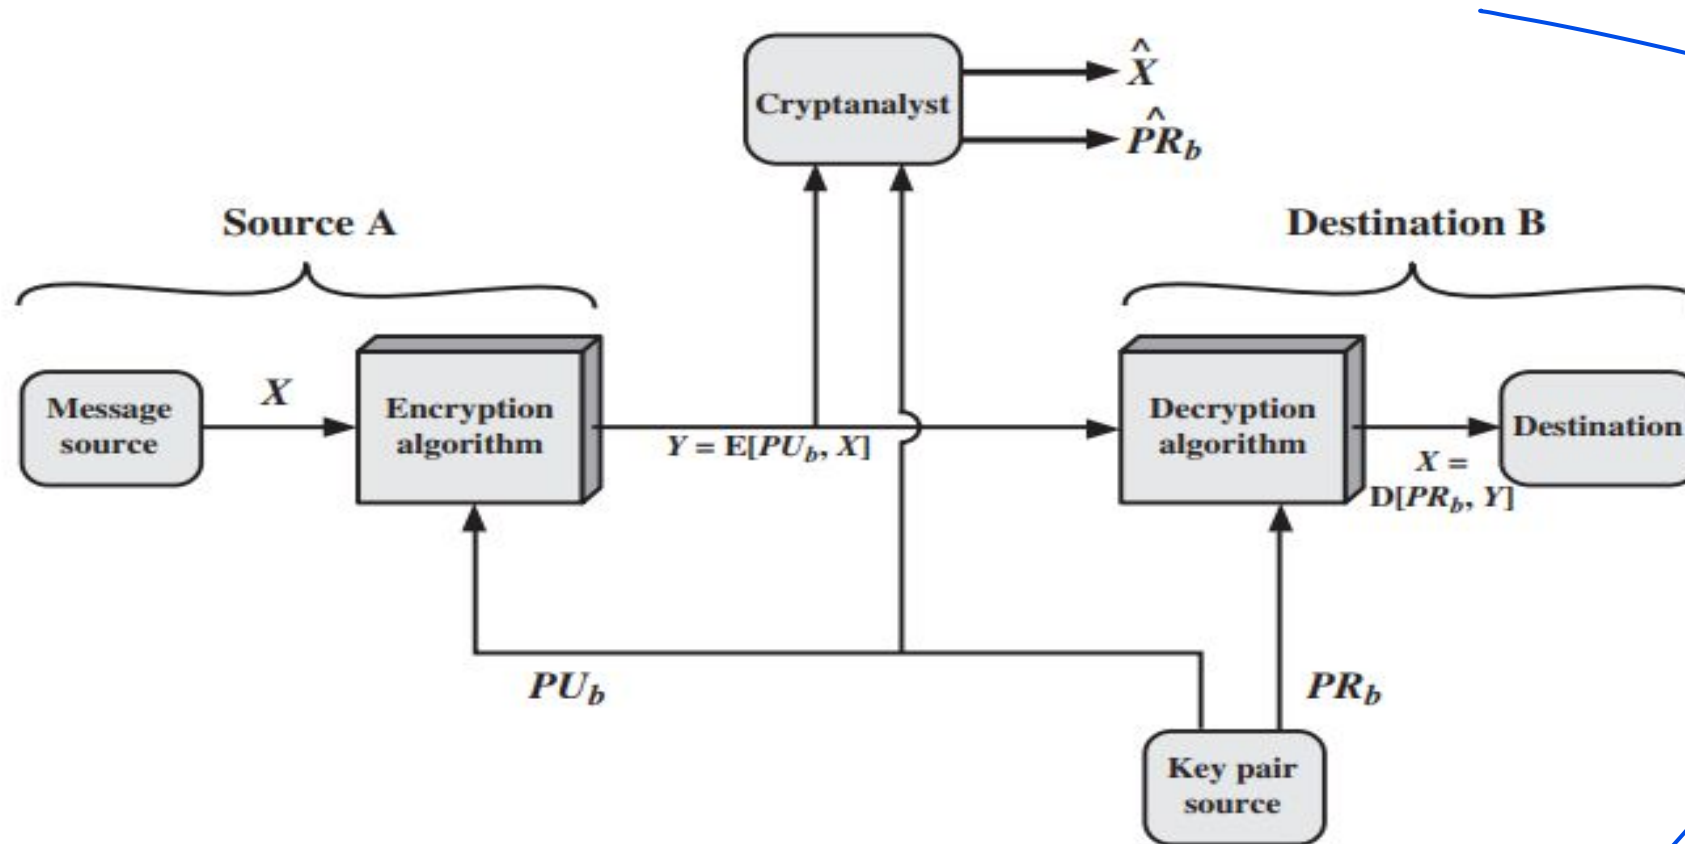 X̂
Cryptanalyst
P̂R_b
Source A
Destination B
Message
source
X
Encryption
algorithm
Y = E[PU_b, X]
Decryption
algorithm
X =
D[PR_b, Y]
Destination
PU_b
PR_b
Key pair
source